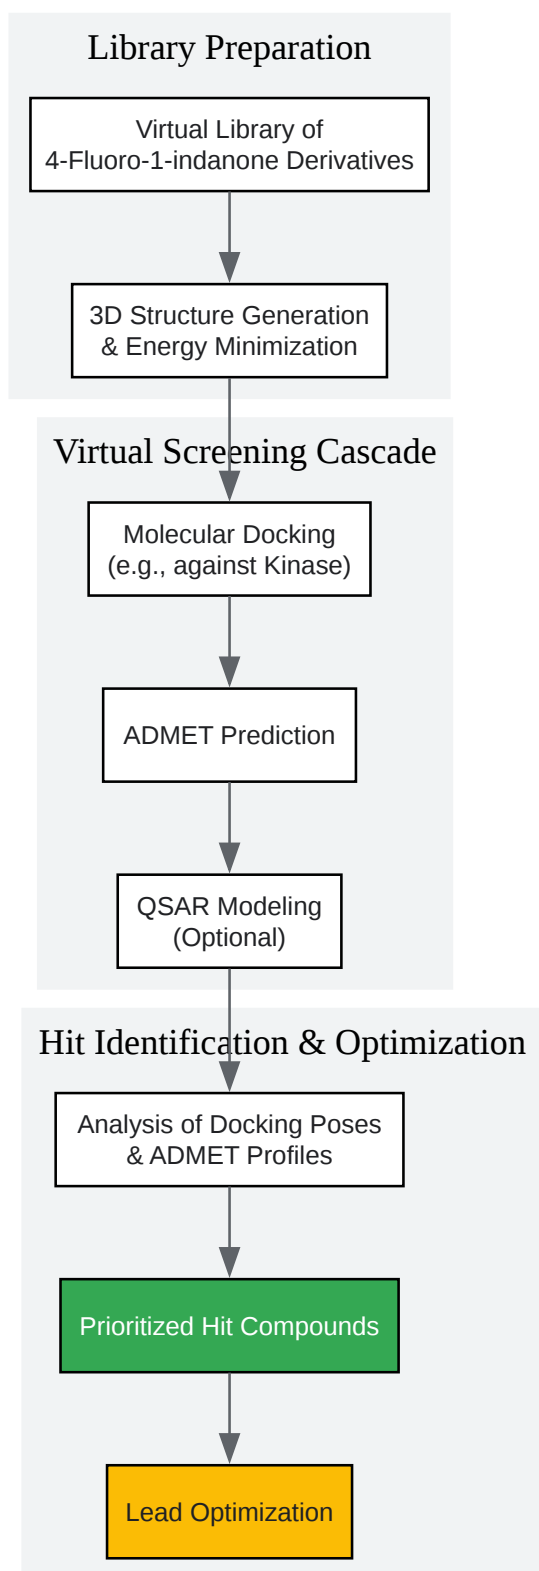 Library Preparation
Virtual Library of
4-Fluoro-1-indanone Derivatives
3D Structure Generation
& Energy Minimization
Virtual Screening Cascade
Molecular Docking
(e.g., against Kinase)
ADMET Prediction
QSAR Modeling
(Optional)
Hit Identification & Optimization
Analysis of Docking Poses
& ADMET Profiles
Prioritized Hit Compounds
Lead Optimization